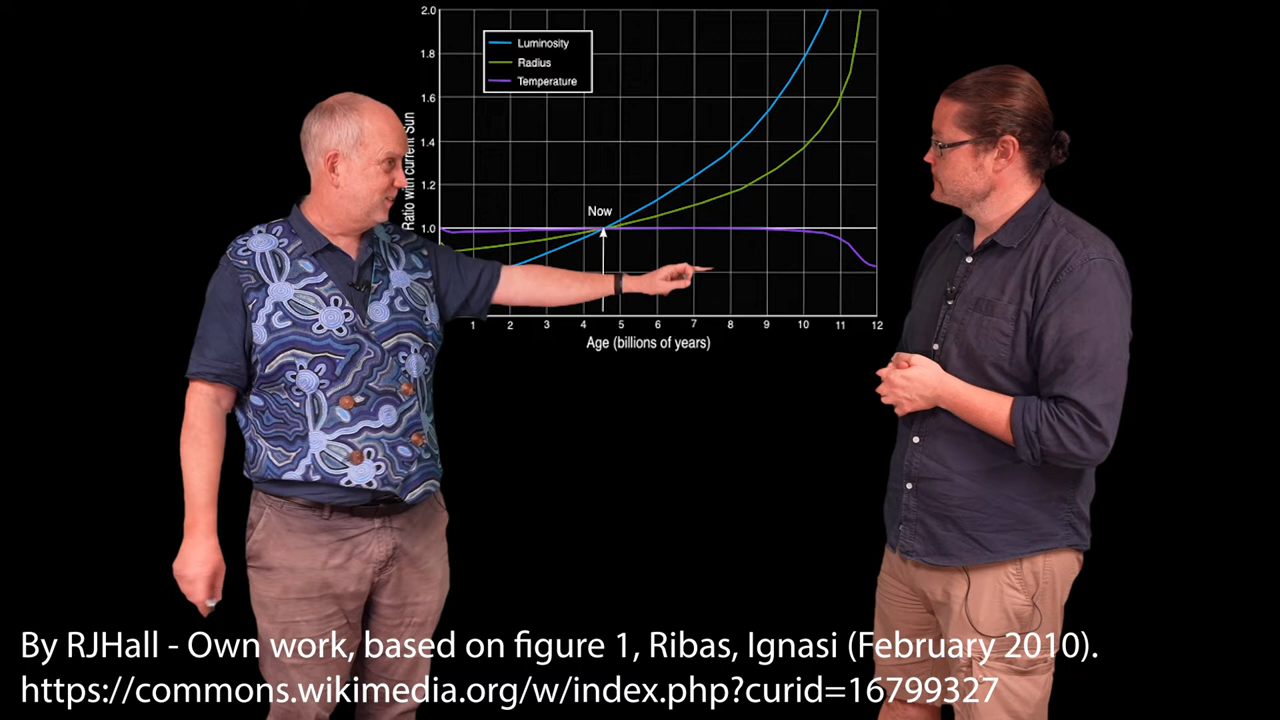 2.0
1.8
1.6
1.4
1.2
1.0
Luminosity
Radius
Temperature
Ratio with current Sun
Now
1 2 3 4 5 6 7 8 9 10 11 12
Age (billions of years)
By RJHall - Own work, based on figure 1, Ribas, Ignasi (February 2010).
https://commons.wikimedia.org/w/index.php?curid=16799327